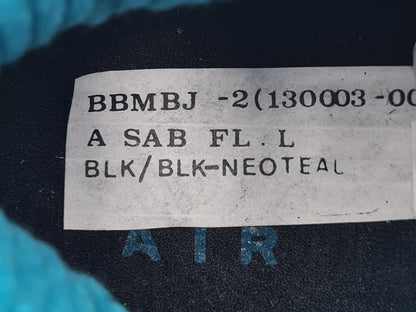 BBMBJ -2(130003-00
A SAB FL. L
BLK/BLK-NEOTEAL
AIR